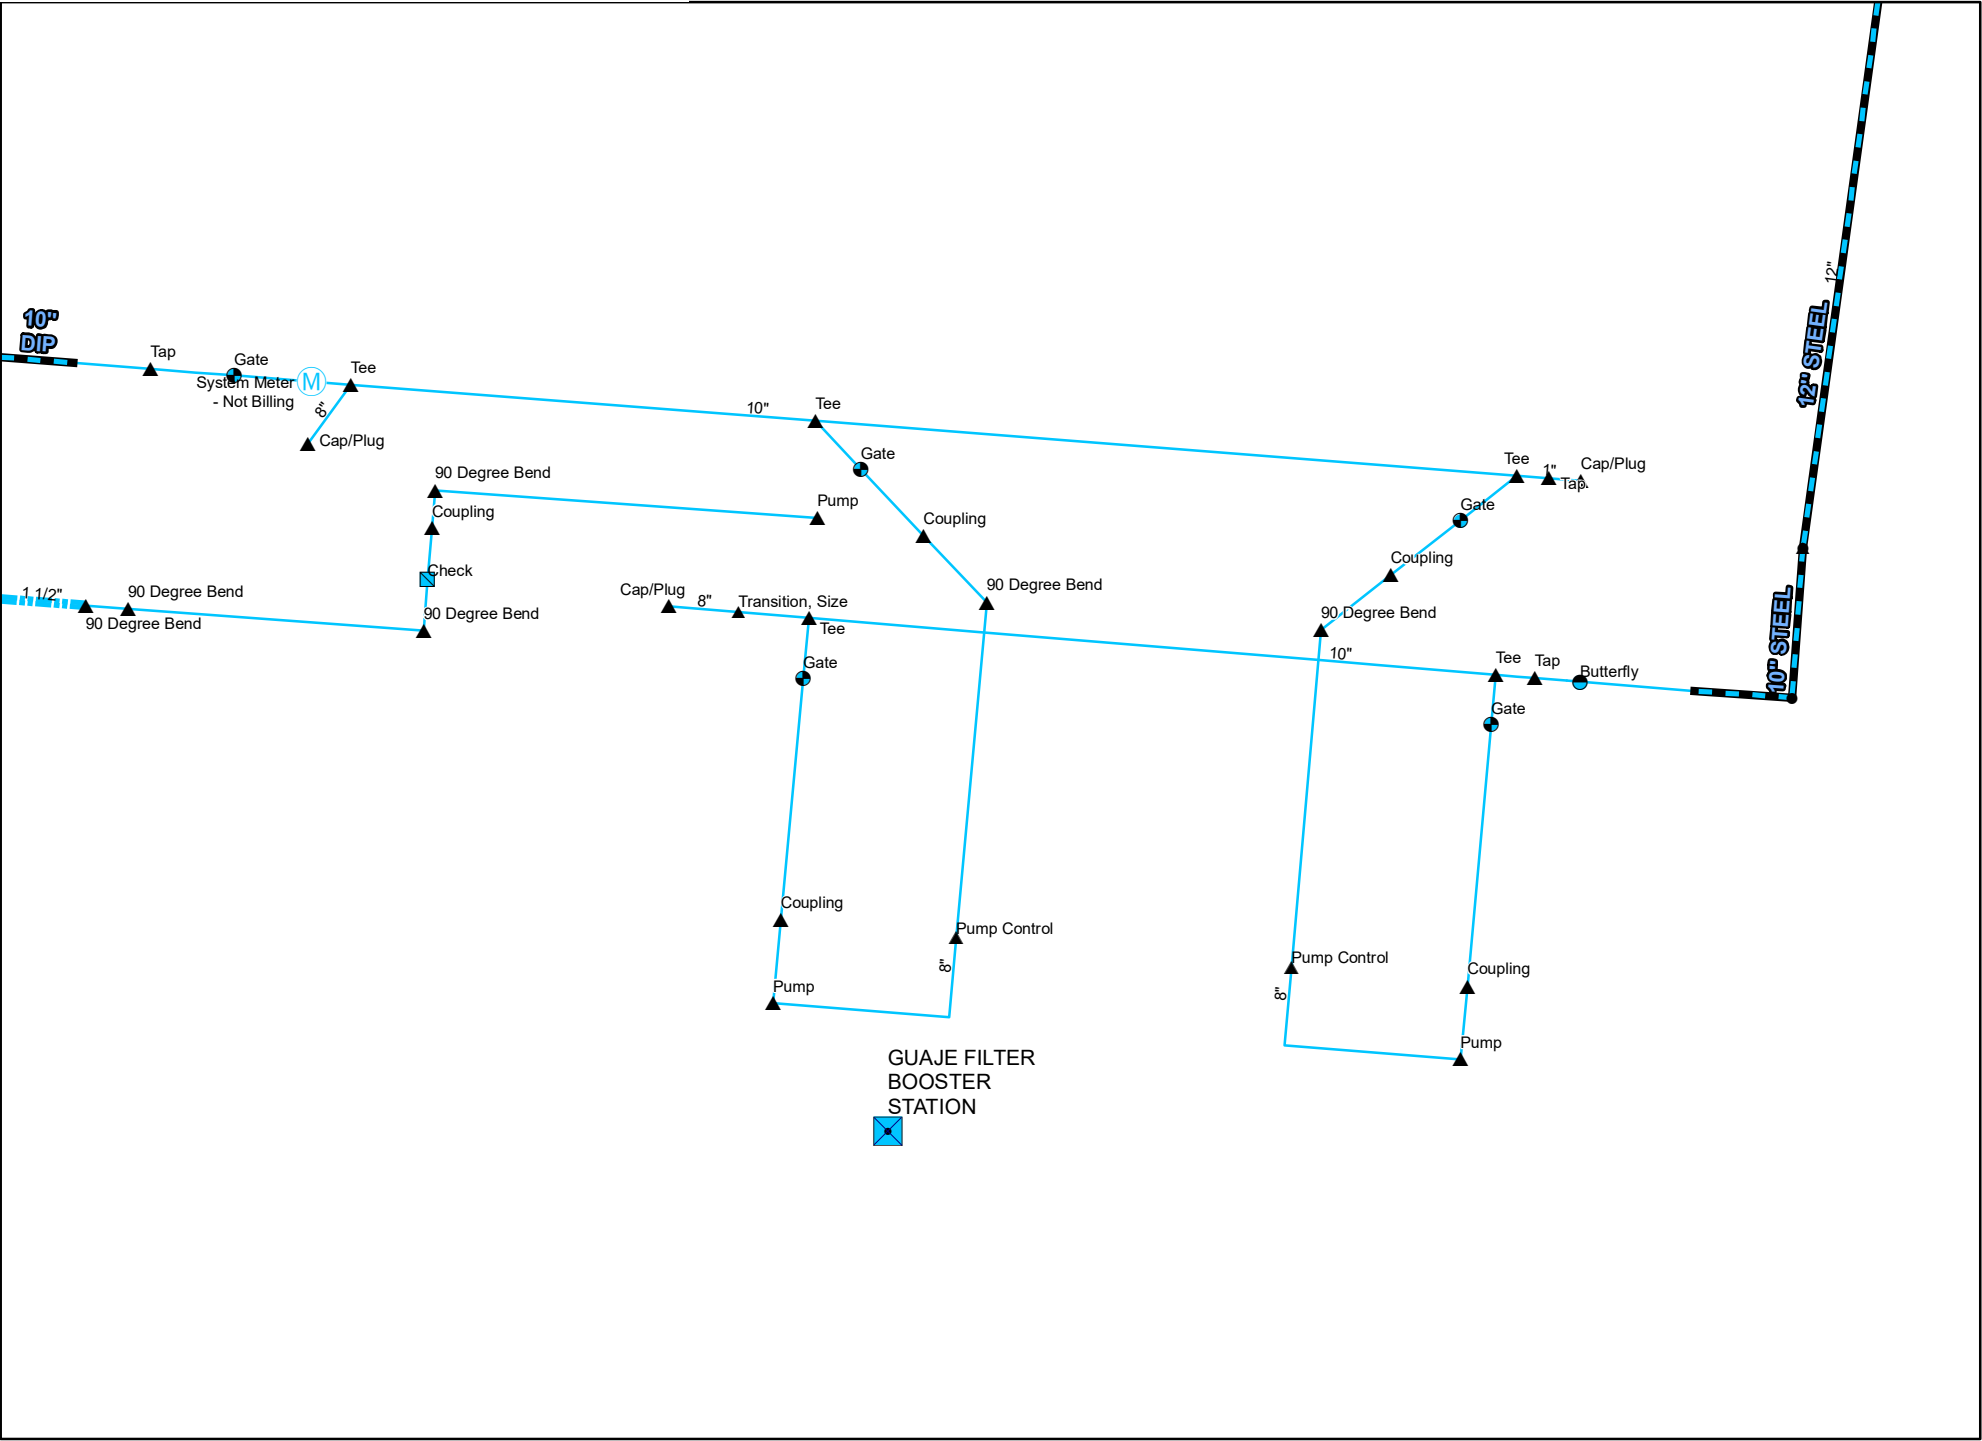 12"
12" STEEL
10"
DIP
Tap
Gate
System Meter
- Not Billing
M
Tee
8"
Cap/Plug
10"
Tee
Gate
Coupling
90 Degree Bend
Tee
1"
Tap
Cap/Plug
Gate
Coupling
90 Degree Bend
90 Degree Bend
Coupling
Pump
Check
90 Degree Bend
1 1/2"
90 Degree Bend
90 Degree Bend
Cap/Plug
8"
Transition, Size
Tee
Gate
10"
Tee
Tap
Butterfly
Gate
10" STEEL
Coupling
Pump
Pump Control
8"
Pump Control
8"
Coupling
Pump
GUAJE FILTER
BOOSTER
STATION